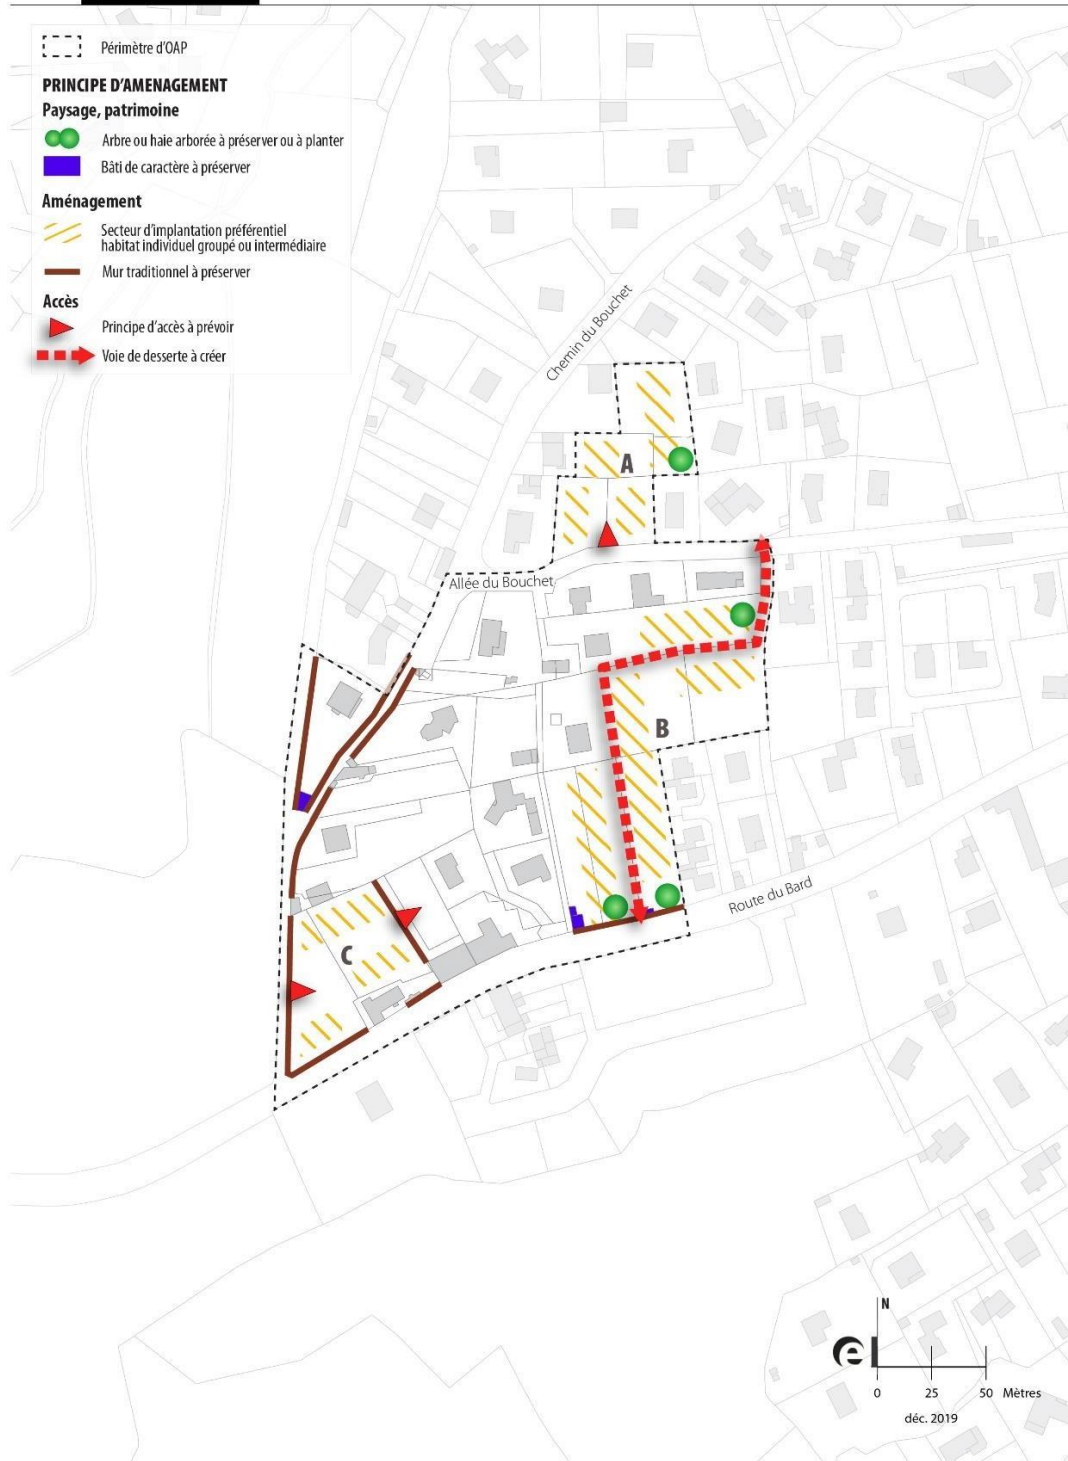 Périmètre d'OAP
PRINCIPE D'AMENAGEMENT
Paysage, patrimoine
Arbre ou haie arborée à préserver ou à planter
Bâti de caractère à préserver
Aménagement
Secteur d'implantation préférentiel
habitat individuel groupé ou intermédiaire
Mur traditionnel à préserver
Accès
Principe d'accès à prévoir
Voie de desserte à créer
Chemin du Bouchet
A
Allée du Bouchet
B
Route du Bard
C
N
e
0 25 50 Mètres
déc. 2019